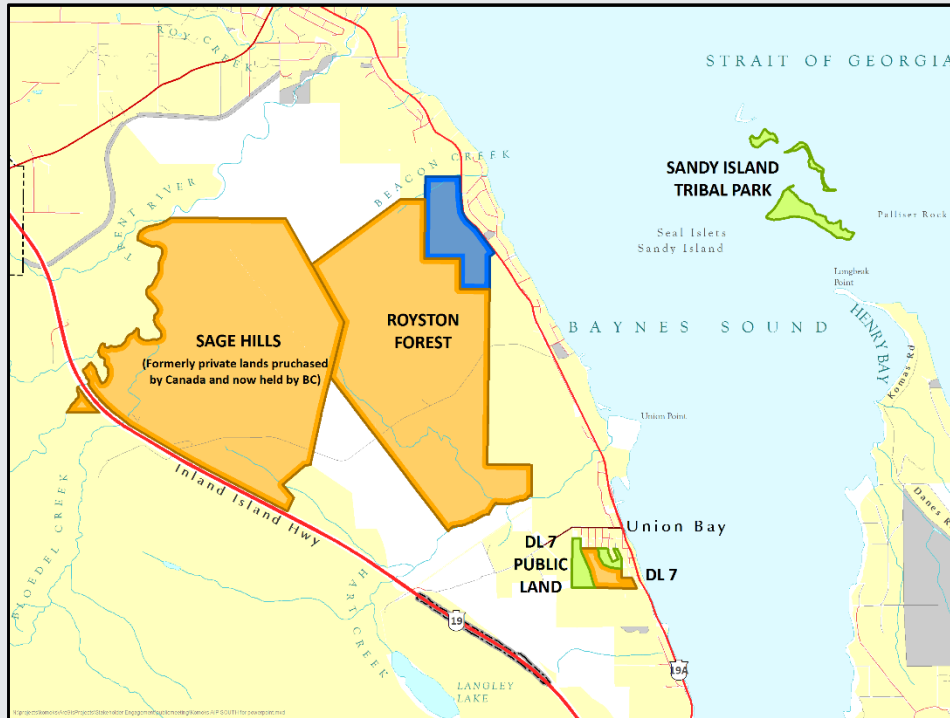 ROY CREEK
STRAIT OF GEORGIA
BEACON CREEK
SANDY ISLAND
TRIBAL PARK
TRENT RIVER
Palliser Rock
Seal Islets
Sandy Island
Longbeak
Point
ROYSTON
FOREST
SAGE HILLS
(Formerly private lands pruchased
by Canada and now held by BC)
BAYNES SOUND
HENRY BAY
Komas Rd
Union Point
Inland Island Hwy
BLOEDEL CREEK
Union Bay
DL 7
PUBLIC
LAND
DL 7
HART CREEK
19
19A
LANGLEY
LAKE